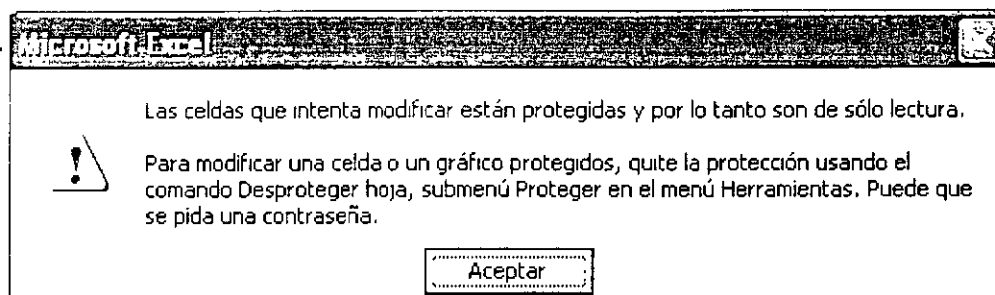 Microsoft Excel
Las celdas que intenta modificar están protegidas y por lo tanto son de sólo lectura.
Para modificar una celda o un gráfico protegidos, quite la protección usando el
comando Desproteger hoja, submenú Proteger en el menú Herramientas. Puede que
se pida una contraseña.
Aceptar